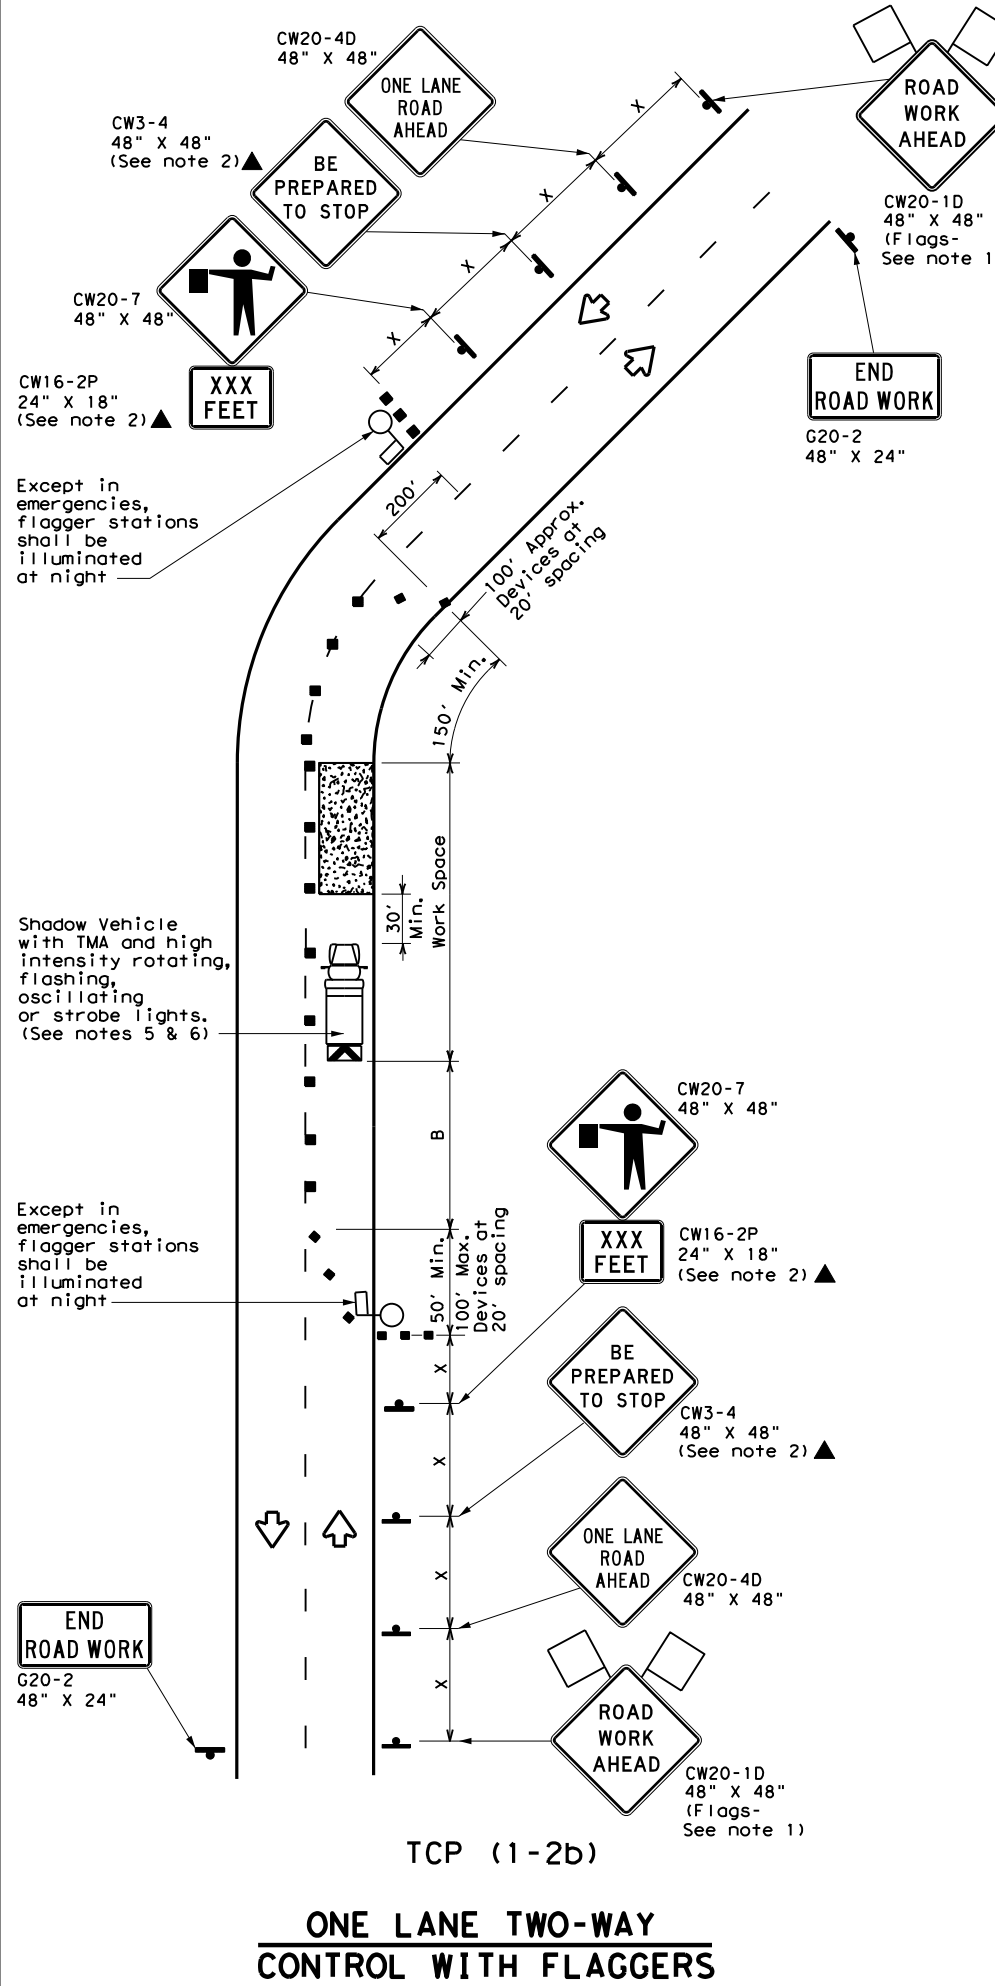 CW20-4D
48" X 48"
ONE LANE
ROAD
AHEAD
X
ROAD
WORK
AHEAD
CW3-4
48" X 48"
(See note 2)
BE
PREPARED
TO STOP
X
CW20-1D
48" X 48"
(Flags-
See note 1
X
CW20-7
48" X 48"
X
CW16-2P
24" X 18"
(See note 2)
XXX
FEET
END
ROAD WORK
G20-2
48" X 24"
Except in
emergencies,
flagger stations
shall be
illuminated
at night
200'
100' Approx.
Devices at
20' spacing
150' Min.
Work Space
30'
Min.
Shadow Vehicle
with TMA and high
intensity rotating,
flashing,
oscillating
or strobe lights.
(See notes 5 & 6)
B
CW20-7
48" X 48"
Except in
emergencies,
flagger stations
shall be
illuminated
at night
50' Min.
100' Max.
Devices at
20' spacing
XXX
FEET
CW16-2P
24" X 18"
(See note 2)
X
BE
PREPARED
TO STOP
CW3-4
48" X 48"
(See note 2)
X
ONE LANE
ROAD
AHEAD
CW20-4D
48" X 48"
X
END
ROAD WORK
G20-2
48" X 24"
X
ROAD
WORK
AHEAD
CW20-1D
48" X 48"
(Flags-
See note 1)
TCP (1-2b)
ONE LANE TWO-WAY
CONTROL WITH FLAGGERS